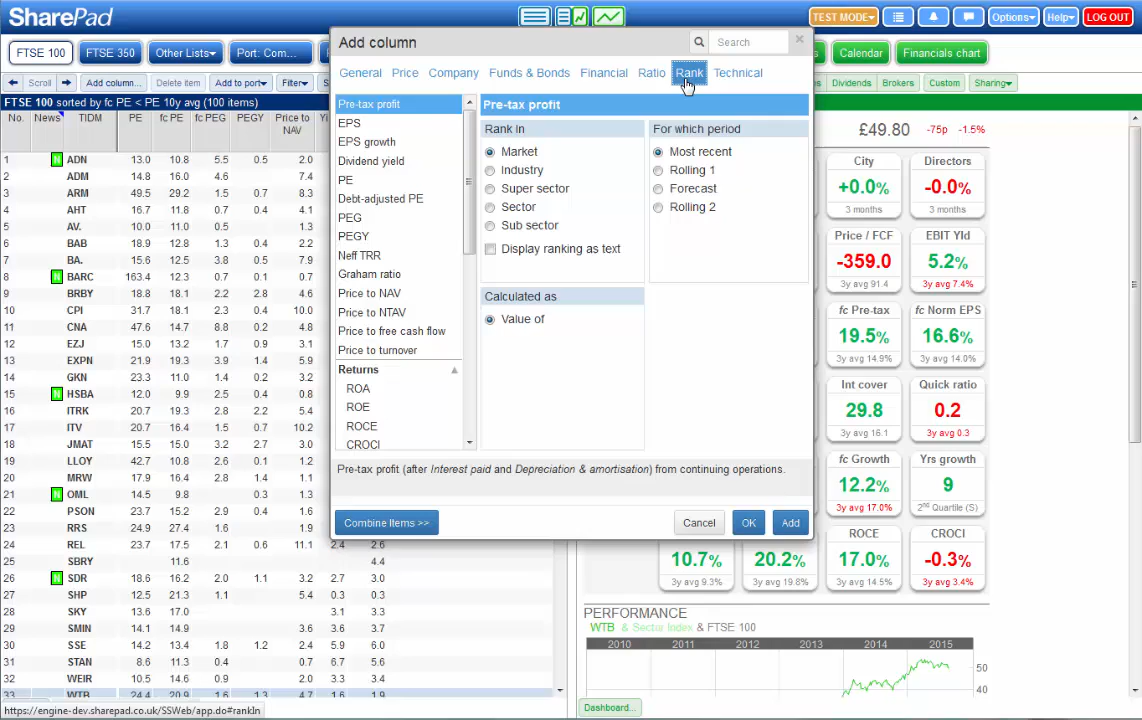 SharePad
TEST MODE
Options
Help
LOG OUT
FTSE 100
FTSE 350
Other Lists
Port: Com...
Calendar
Financials chart
Scroll
Add column...
Delete item
Add to port
Filter
Dividends
Brokers
Custom
Sharing
FTSE 100 sorted by fc PE < PE 10y avg (100 items)
No. News TIDM PE fc PE fc PEG PEGY Price to NAV
1 N ADN 13.0 10.8 5.5 0.5 2.0
2 ADM 14.8 16.0 4.6 7.4
3 ARM 49.5 29.2 1.5 0.7 8.3
4 AHT 16.7 11.8 0.7 0.4 4.1
5 AV. 10.0 11.0 0.5 1.3
6 BAB 18.9 12.8 1.3 0.4 2.2
7 BA. 15.6 12.5 3.8 0.5 7.9
8 N BARC 163.4 12.3 0.7 0.1 0.7
9 BRBY 18.8 18.1 2.2 2.8 4.6
10 CPI 31.7 18.1 2.3 0.4 10.0
11 CNA 47.6 14.7 8.8 0.2 4.8
12 EZJ 15.0 13.2 1.7 0.9 3.1
13 EXPN 21.9 19.3 3.9 1.4 5.9
14 GKN 23.3 11.0 1.4 0.2 3.2
15 N HSBA 12.0 9.9 2.5 0.4 0.8
16 ITRK 20.7 19.3 2.8 2.2 5.4
17 ITV 20.7 16.4 1.5 0.7 10.2
18 JMAT 15.5 15.0 3.2 2.7 3.0
19 LLOY 42.7 10.8 2.6 0.1 1.2
20 MRW 17.9 16.4 2.8 1.4 1.1
21 N OML 14.5 9.8 0.3 1.3
22 PSON 23.7 15.2 2.9 0.4 1.6
23 RRS 24.9 27.4 1.6 1.9
24 REL 23.7 17.5 2.1 0.6 11.1 2.4 2.6
25 SBRY 11.6 4.4
26 N SDR 18.6 16.2 2.0 1.1 3.2 2.7 3.0
27 SHP 12.5 21.3 1.1 5.4 0.3 0.3
28 SKY 13.6 17.0 3.1 3.3
29 SMIN 14.1 14.9 3.6 3.6 3.7
30 SSE 14.2 13.4 1.8 1.2 2.4 5.9 6.0
31 STAN 8.6 11.3 0.4 0.7 6.7 5.6
32 WEIR 10.5 14.7 0.9 2.0 3.3 3.4
33 WTB 24.4 20.9 1.6 1.3 4.7 1.6 1.9
https://engine-dev.sharepad.co.uk/SSWeb/app.do#rankIn
Add column
Search
General
Price
Company
Funds & Bonds
Financial
Ratio
Rank
Technical
Pre-tax profit
EPS
EPS growth
Dividend yield
PE
Debt-adjusted PE
PEG
PEGY
Neff TRR
Graham ratio
Price to NAV
Price to NTAV
Price to free cash flow
Price to turnover
Returns
ROA
ROE
ROCE
CROCI
Pre-tax profit
Rank In
Market
Industry
Super sector
Sector
Sub sector
Display ranking as text
For which period
Most recent
Rolling 1
Forecast
Rolling 2
Calculated as
Value of
Pre-tax profit (after Interest paid and Depreciation & amortisation) from continuing operations.
Combine Items >>
Cancel
OK
Add
£49.80 -75p -1.5%
City
+0.0%
3 months
Directors
-0.0%
3 months
Price / FCF
-359.0
3y avg 91.4
EBIT Yld
5.2%
3y avg 7.4%
fc Pre-tax
19.5%
3y avg 14.9%
fc Norm EPS
16.6%
3y avg 14.0%
Int cover
29.8
3y avg 16.1
Quick ratio
0.2
3y avg 0.3
fc Growth
12.2%
3y avg 17.0%
Yrs growth
9
2nd Quartile (S)
10.7%
3y avg 9.3%
20.2%
3y avg 19.8%
ROCE
17.0%
3y avg 14.5%
CROCI
-0.3%
3y avg 3.4%
PERFORMANCE
WTB & Sector Index & FTSE 100
2010 2011 2012 2013 2014 2015
50
40
Dashboard...